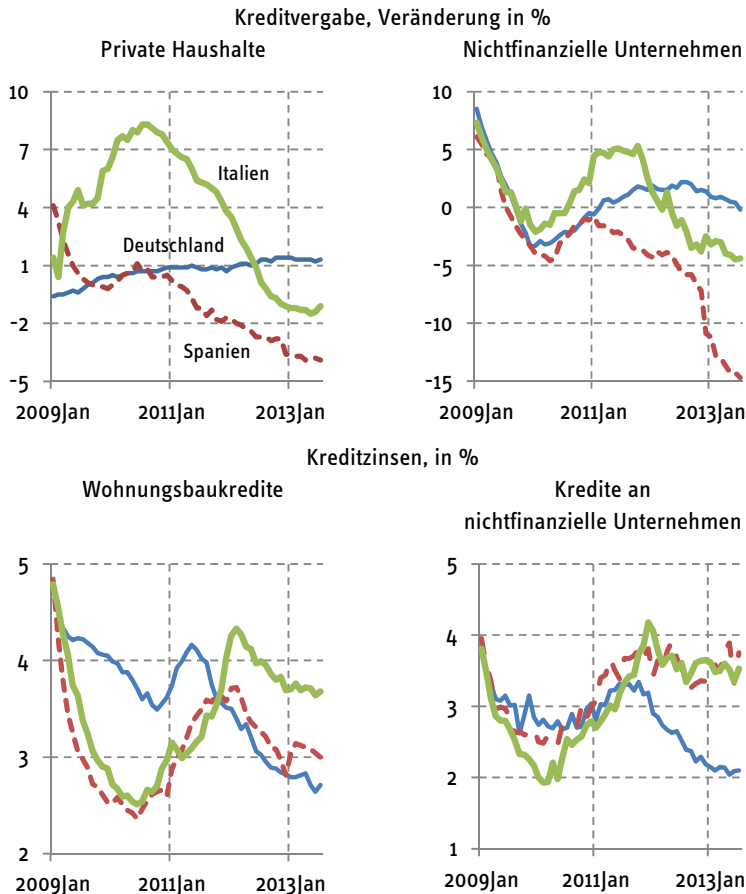 Kreditvergabe, Veränderung in %
Private Haushalte
10
7
4
1
−2
−5
Italien
Deutschland
Spanien
2009Jan 2011Jan 2013Jan
Nichtfinanzielle Unternehmen
10
5
0
−5
−10
−15
2009Jan 2011Jan 2013Jan
Kreditzinsen, in %
Wohnungsbaukredite
5
4
3
2
2009Jan 2011Jan 2013Jan
Kredite an
nichtfinanzielle Unternehmen
5
4
3
2
1
2009Jan 2011Jan 2013Jan